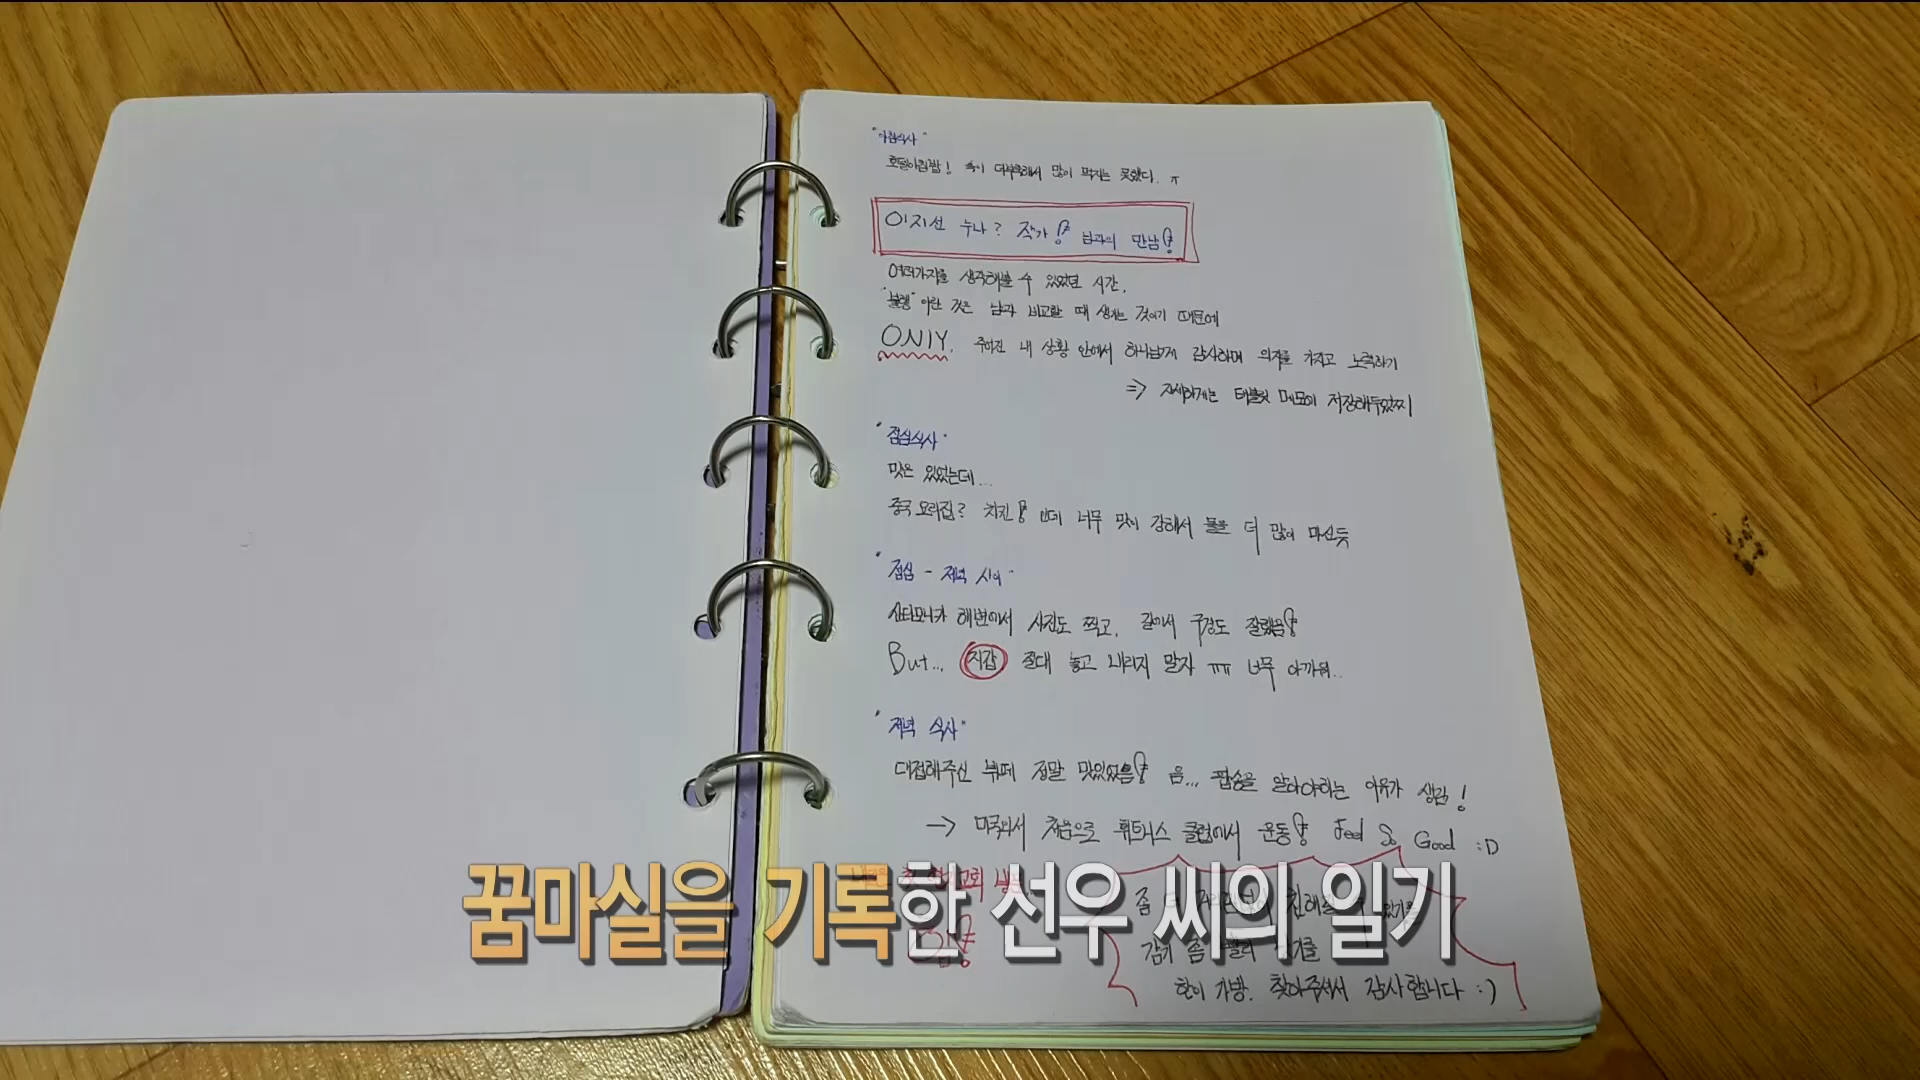 "아침식사"
호텔아침밥! 속이 더부룩해서 많이 먹지는 못했다. ㅠ
이지선 누나? 작가! 님과의 만남!
여러가지를 생각해볼 수 있었던 시간.
"불행"이란 것은 남과 비교할 때 생기는 것이기 때문에
ONlY. 주어진 내 상황 안에서 하나님께 감사하며 의지를 가지고 노력하기
=> 자세하게는 태블릿 메모에 저장해두었찌
"점심식사"
맛은 있었는데...
중국요리집? 치킨! 인데 너무 맛이 강해서 물을 더 많이 마신듯
"점심 - 저녁 사이"
산타모니카 해변에서 사진도 찍고, 길에서 구경도 잘했음!
But... 지갑 절대 놓고 내리지 말자 ㅠㅠ 너무 아까워..
"저녁 식사"
대접해주신 뷔페 정말 맛있었음! 음... 팝송을 알아야하는 이유가 생김!
→ 미국와서 처음으로 휘트니스 클럽에서 운동! Feel So Good :D
좀
감기 좀 빨리
한이 가방. 찾아주셔서 감사합니다 :)
꿈마실을 기록한 선우 씨의 일기